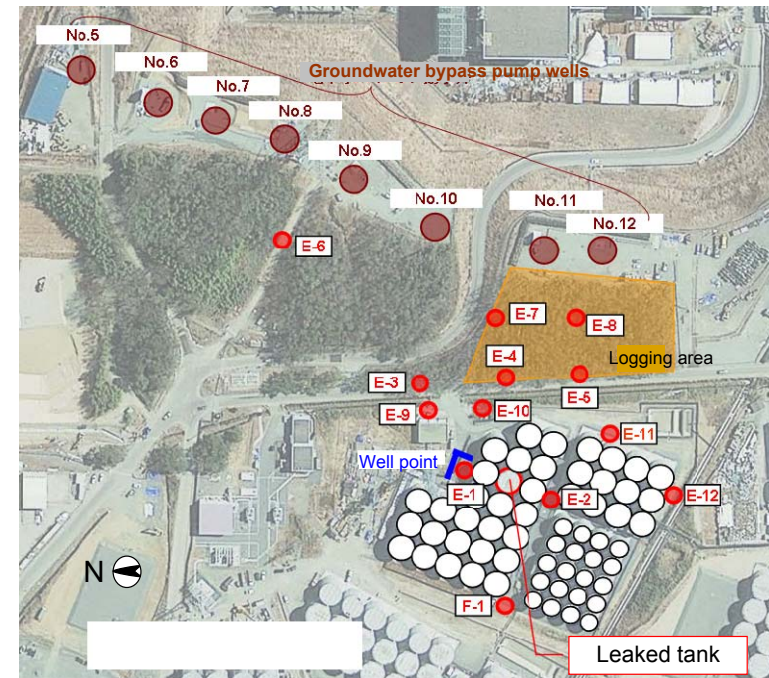 No.5
No.6
No.7
Groundwater bypass pump wells
No.8
No.9
No.10
No.11
No.12
E-6
E-7
E-8
Logging area
E-4
E-5
E-3
E-9
E-10
E-11
Well point
E-1
E-2
E-12
N
F-1
Leaked tank